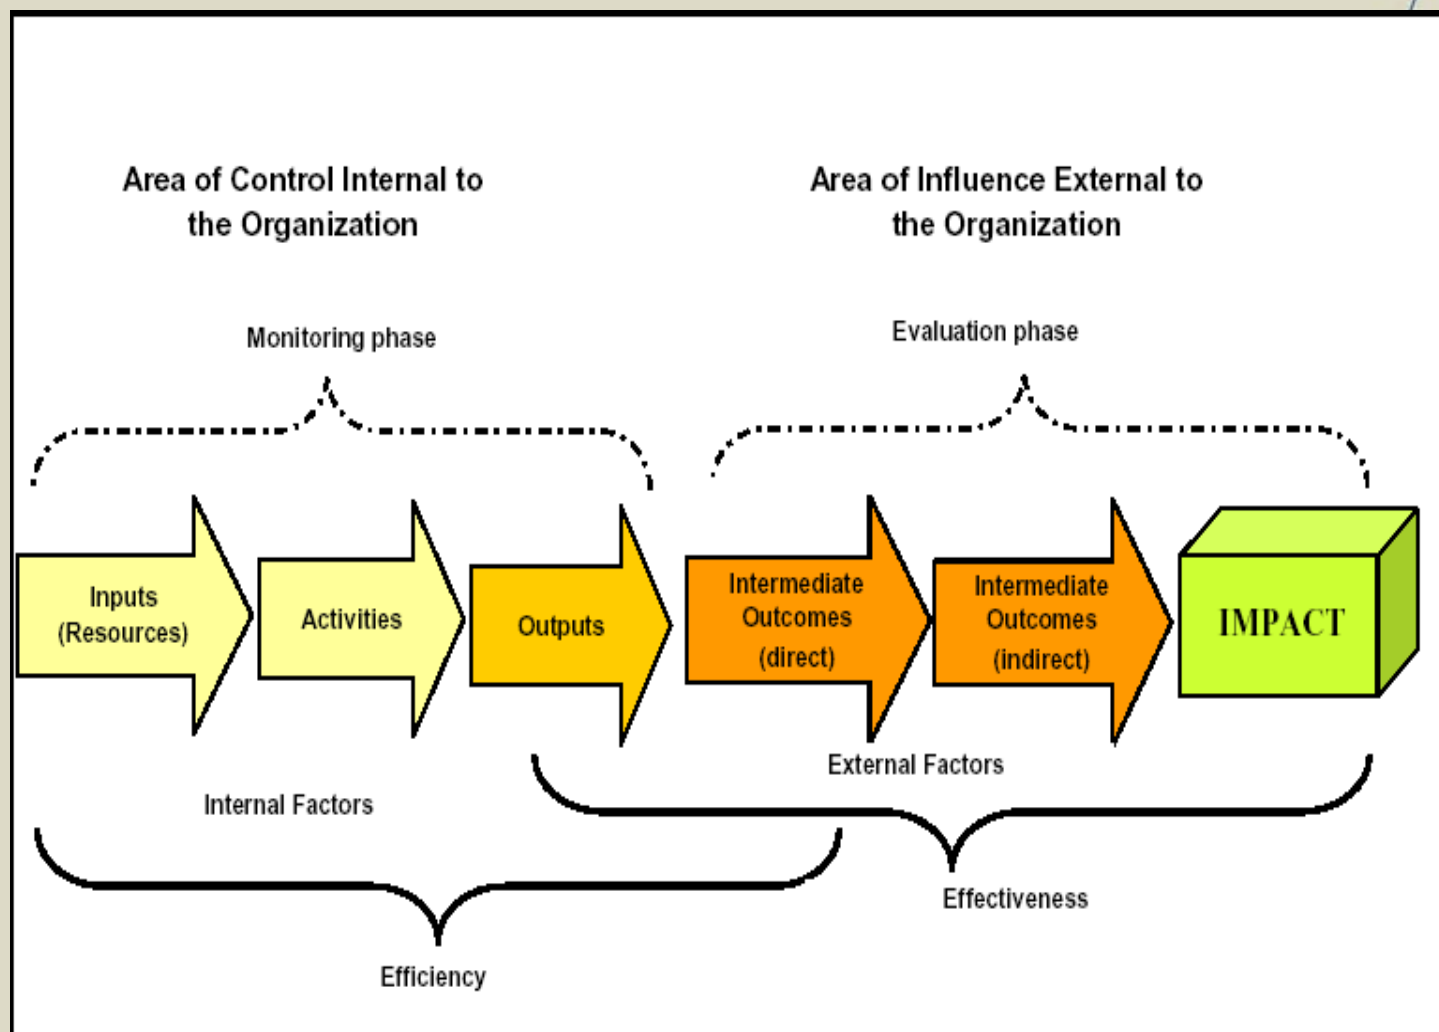 Area of Control Internal to
the Organization
Area of Influence External to
the Organization
Monitoring phase
Evaluation phase
Inputs
(Resources)
Activities
Outputs
Intermediate
Outcomes
(direct)
Intermediate
Outcomes
(indirect)
IMPACT
External Factors
Internal Factors
Effectiveness
Efficiency